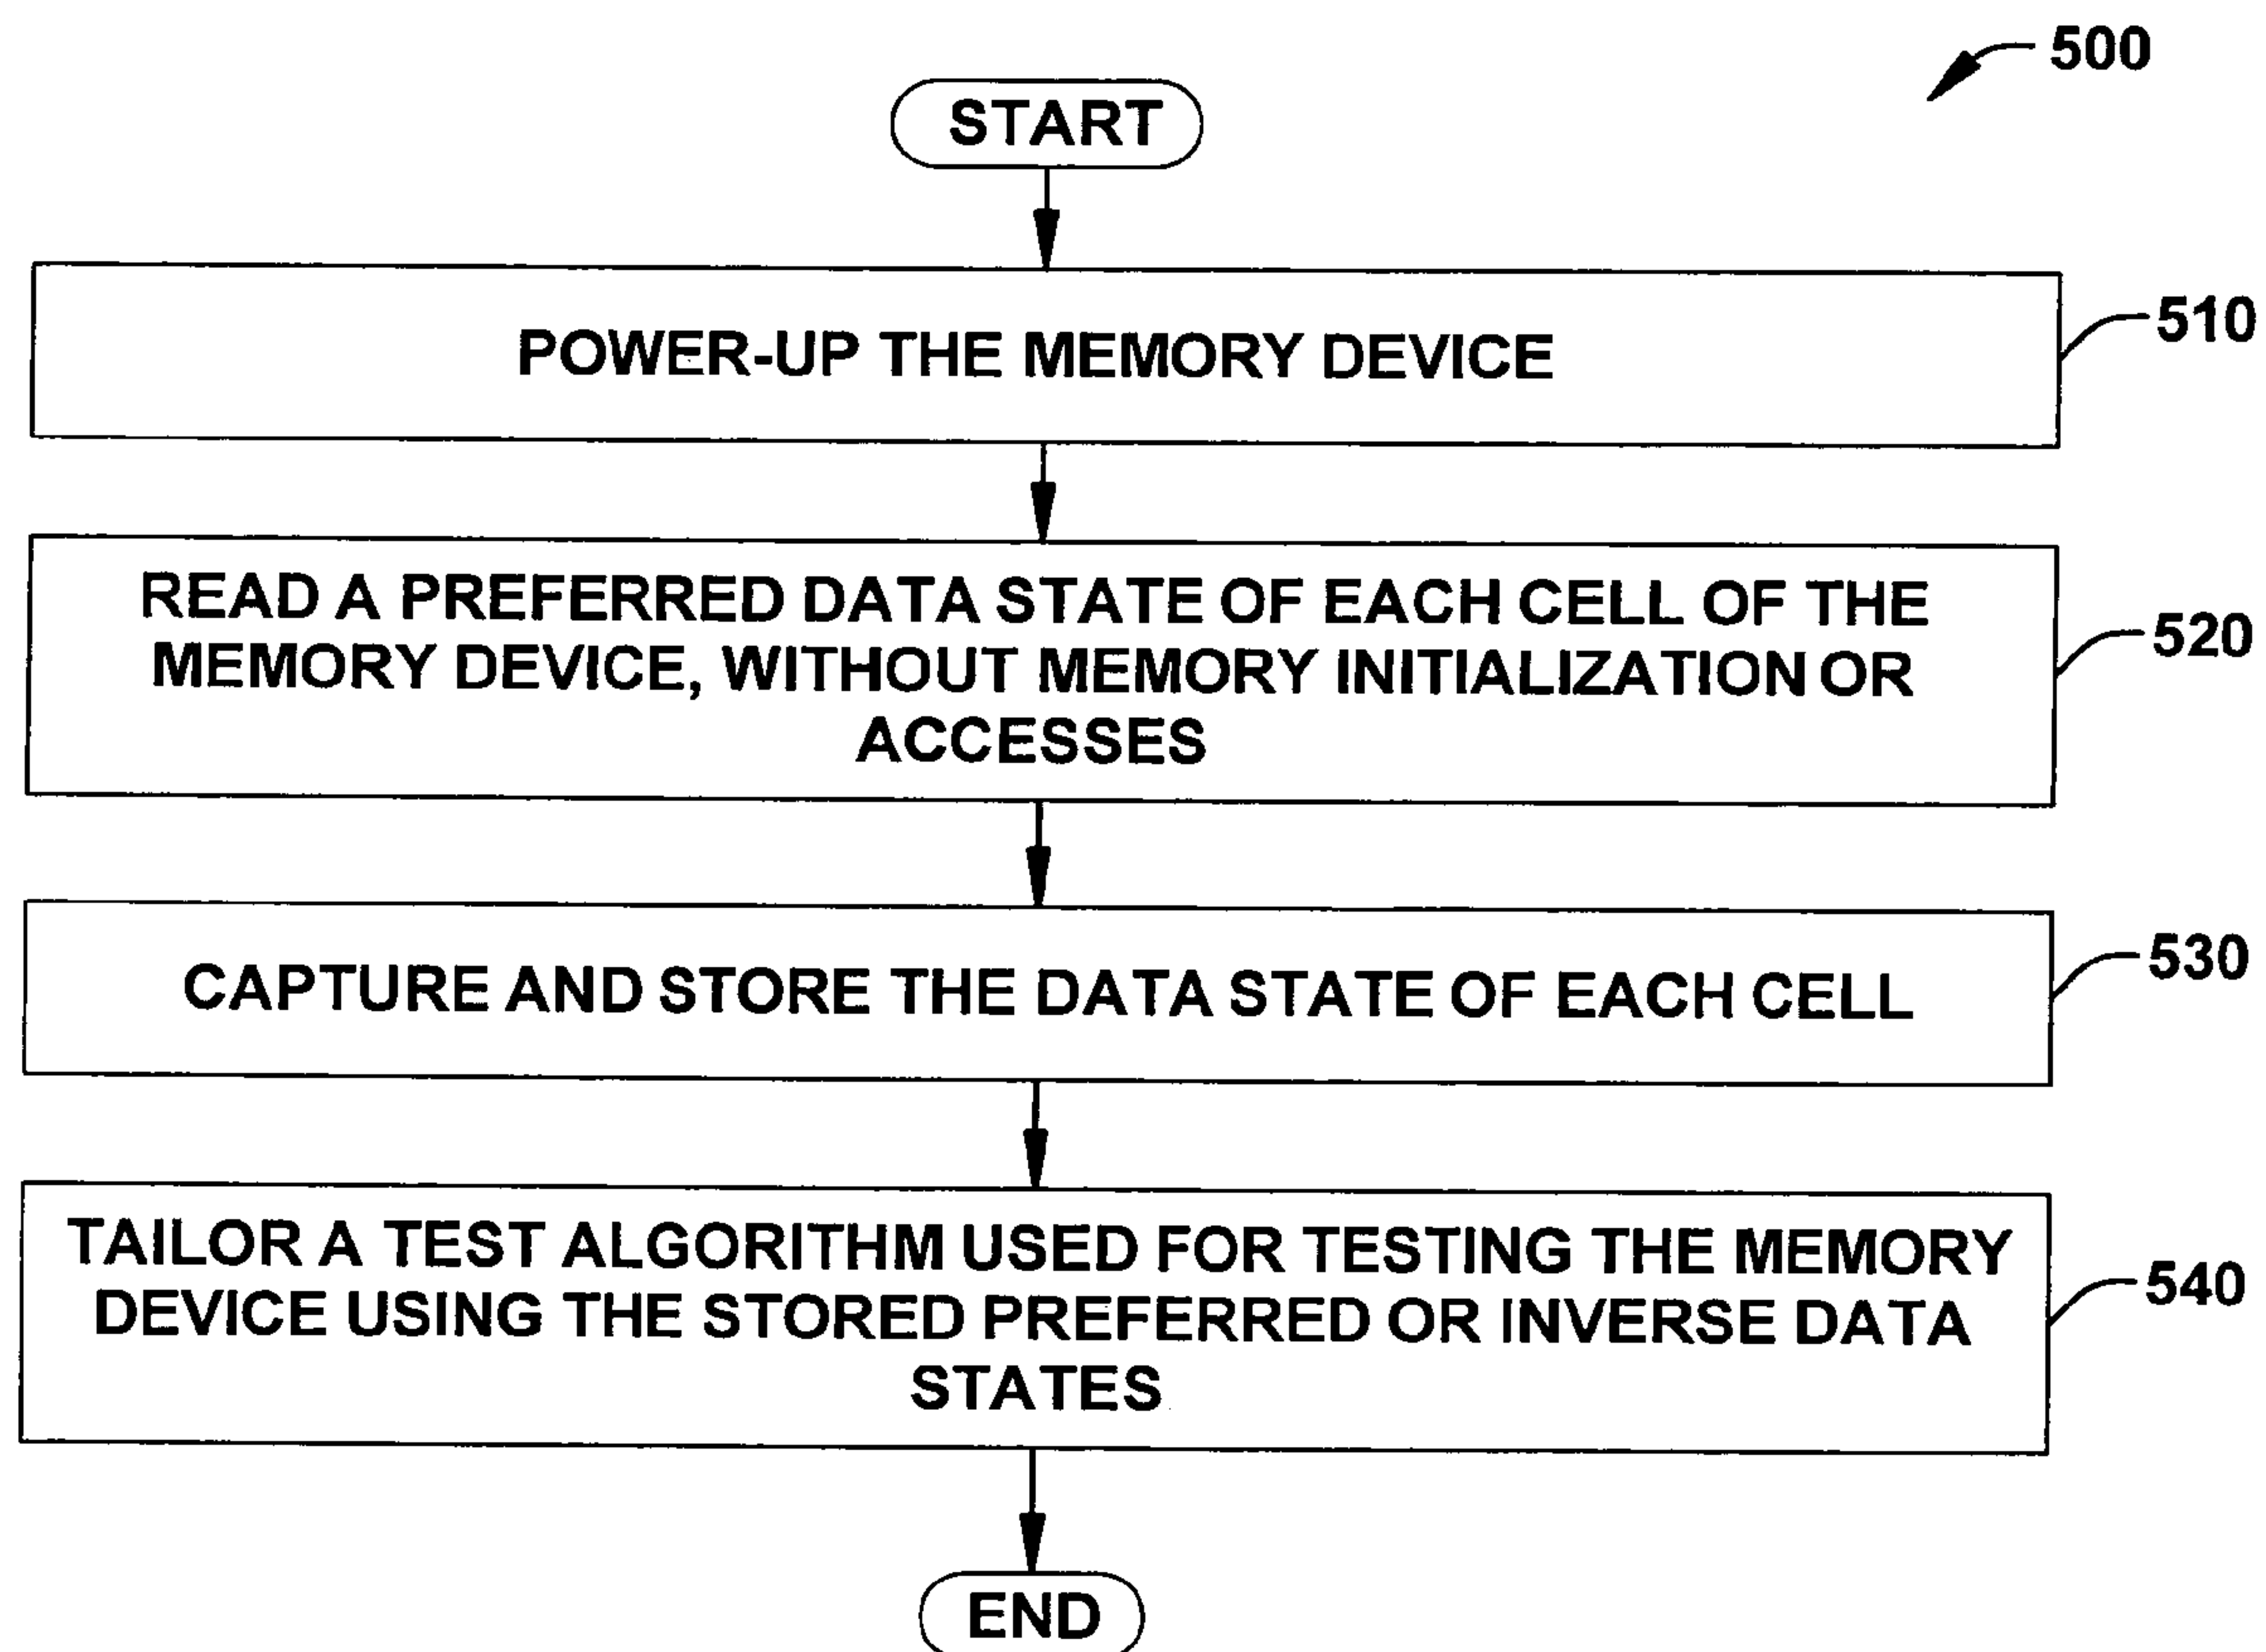 500
START
POWER-UP THE MEMORY DEVICE
510
READ A PREFERRED DATA STATE OF EACH CELL OF THE
MEMORY DEVICE, WITHOUT MEMORY INITIALIZATION OR
ACCESSES
520
CAPTURE AND STORE THE DATA STATE OF EACH CELL
530
TAILOR A TEST ALGORITHM USED FOR TESTING THE MEMORY
DEVICE USING THE STORED PREFERRED OR INVERSE DATA
STATES
540
END